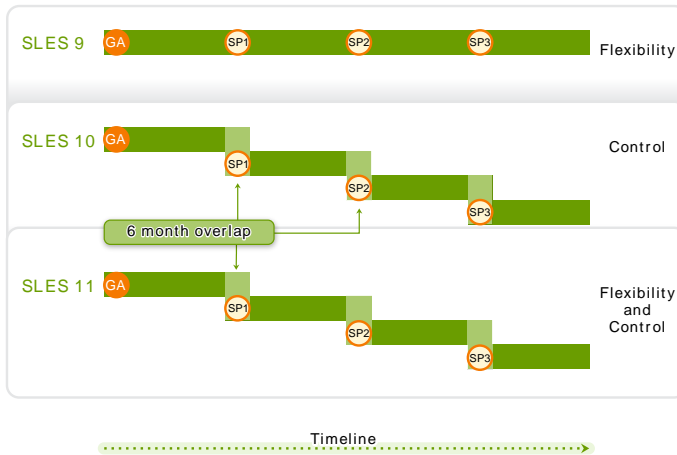 SLES 9
GA
SP1
SP2
SP3
Flexibility
SLES 10
GA
SP1
SP2
SP3
Control
6 month overlap
SLES 11
GA
SP1
SP2
SP3
Flexibility
and
Control
Timeline